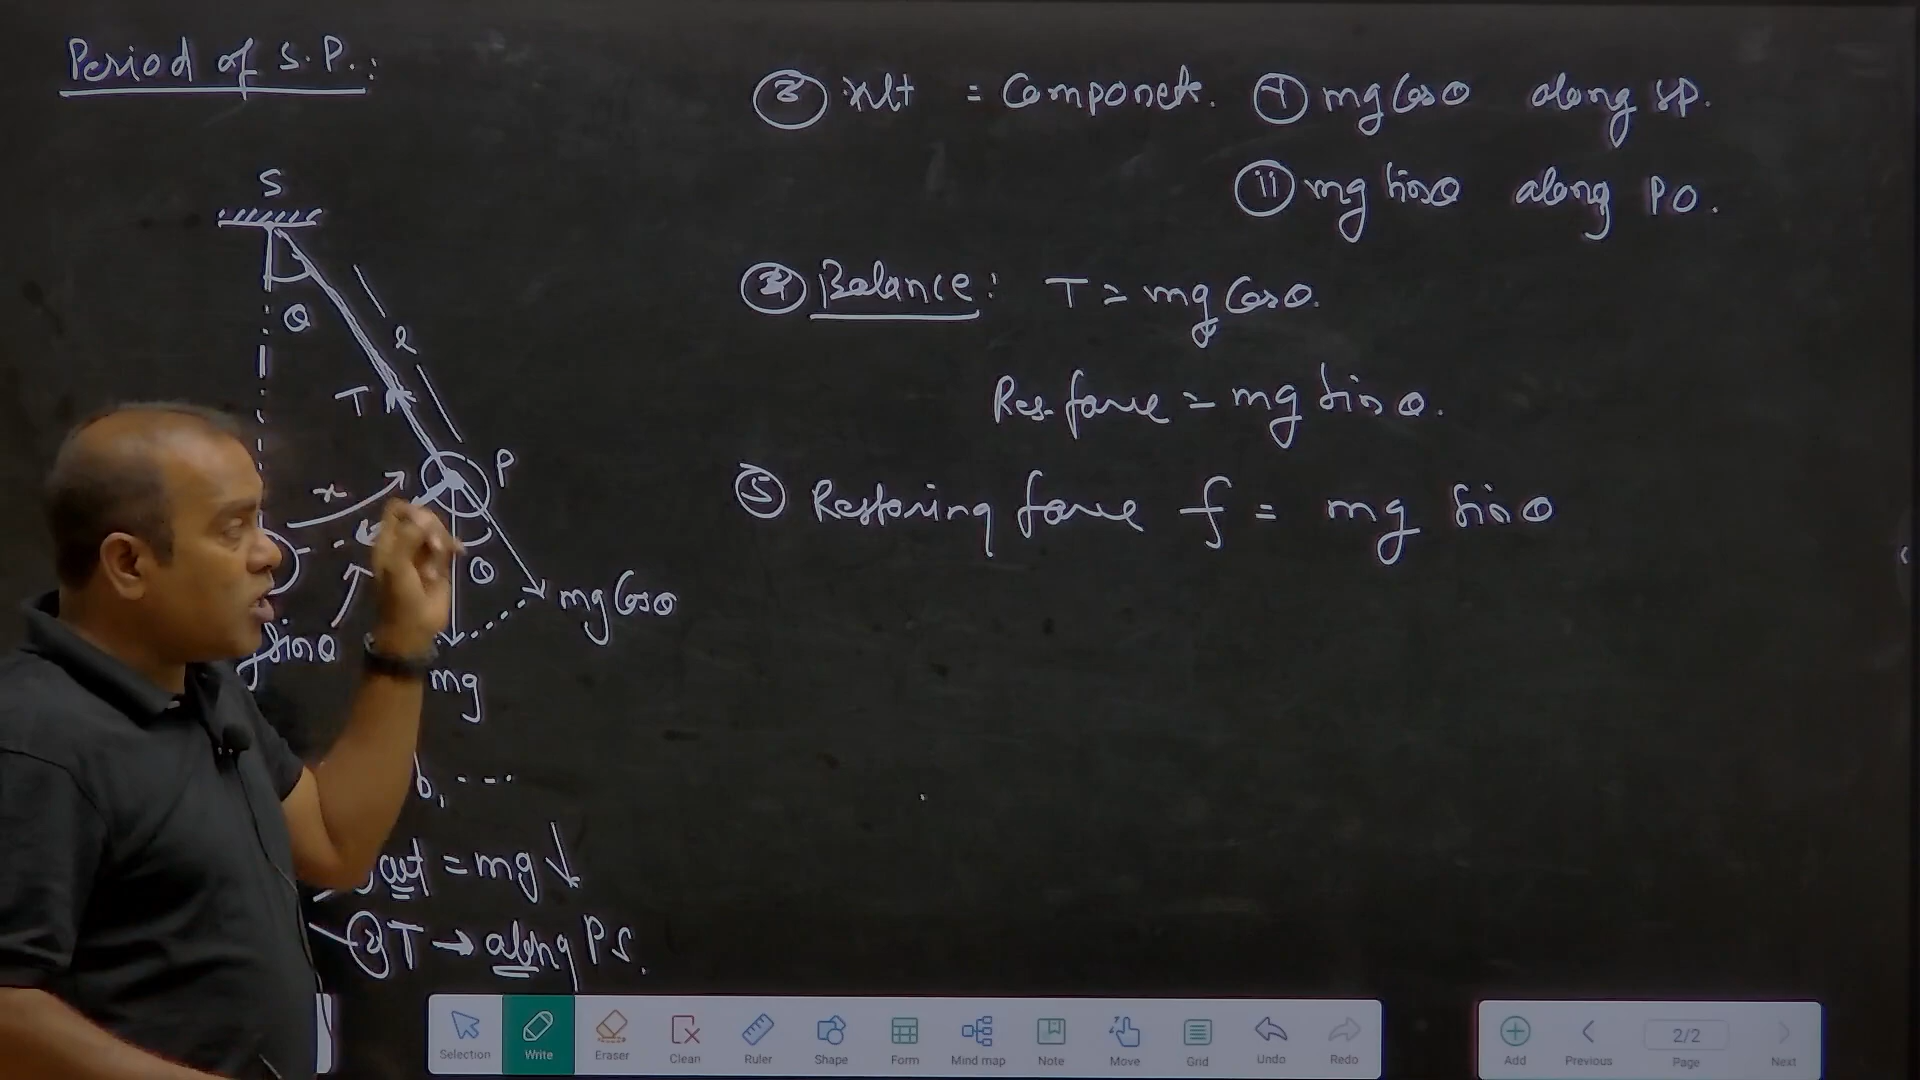 Period of S.P. :
S
θ
l
T
P
x
θ
mg Cosθ
sinθ
mg
b, ---
wt = mg ↓
② T → along PS.
③ Wt = Component. ① mg Cosθ along SP.
ⓘⓘ mg Sinθ along PO.
④ Balance : T = mg Cosθ.
Res. force = mg Sinθ.
⑤ Restoring force f = mg Sinθ
Selection Write Eraser Clean Ruler Shape Form Mind map Note Move Grid Undo Redo
Add Previous 2/2 Page Next